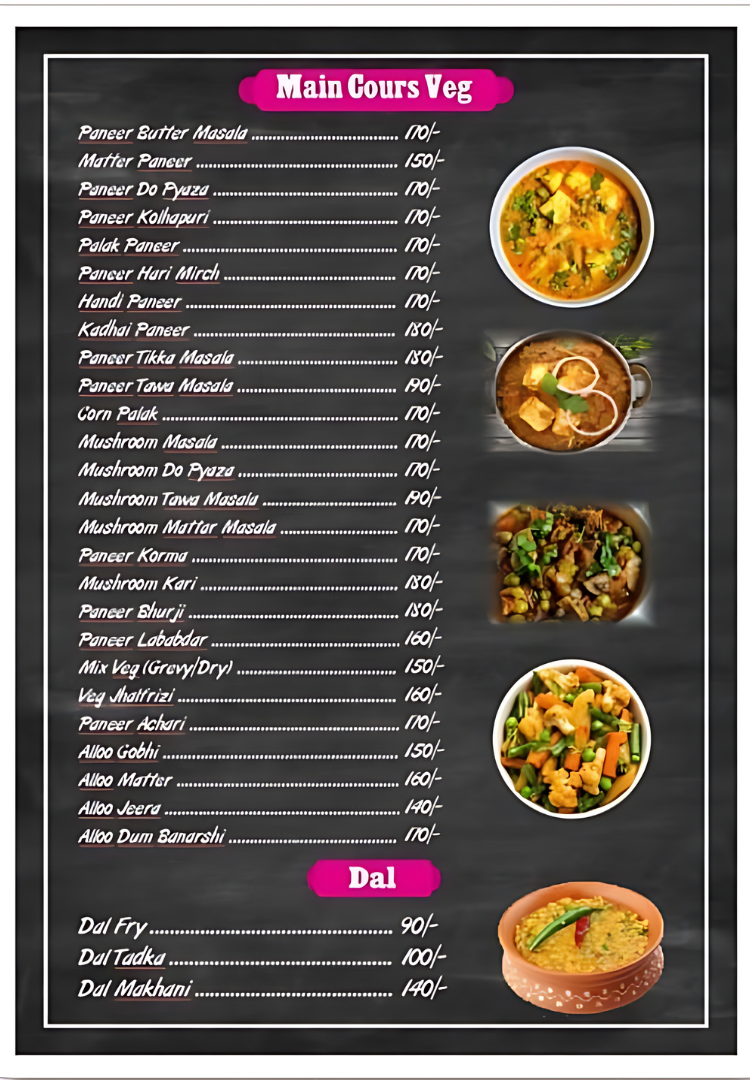 Main Cours Veg
Paneer Butter Masala ........................ 170/-
Matter Paneer ........................ 150/-
Paneer Do Pyaza ........................ 170/-
Paneer Kolhapuri ........................ 170/-
Palak Paneer ........................ 170/-
Paneer Hari Mirch ........................ 170/-
Handi Paneer ........................ 170/-
Kadhai Paneer ........................ 180/-
Paneer Tikka Masala ........................ 180/-
Paneer Tawa Masala ........................ 190/-
Corn Palak ........................ 170/-
Mushroom Masala ........................ 170/-
Mushroom Do Pyaza ........................ 170/-
Mushroom Tawa Masala ........................ 190/-
Mushroom Mattar Masala ........................ 170/-
Paneer Korma ........................ 170/-
Mushroom Kari ........................ 180/-
Paneer Bhurji ........................ 180/-
Paneer Lababdar ........................ 160/-
Mix Veg (Grevy/Dry) ........................ 150/-
Veg Jhalfrizi ........................ 160/-
Paneer Achari ........................ 170/-
Alloo Gobhi ........................ 150/-
Alloo Matter ........................ 160/-
Alloo Jeera ........................ 140/-
Alloo Dum Banarshi ........................ 170/-
Dal
Dal Fry ........................ 90/-
Dal Tadka ........................ 100/-
Dal Makhani ........................ 140/-